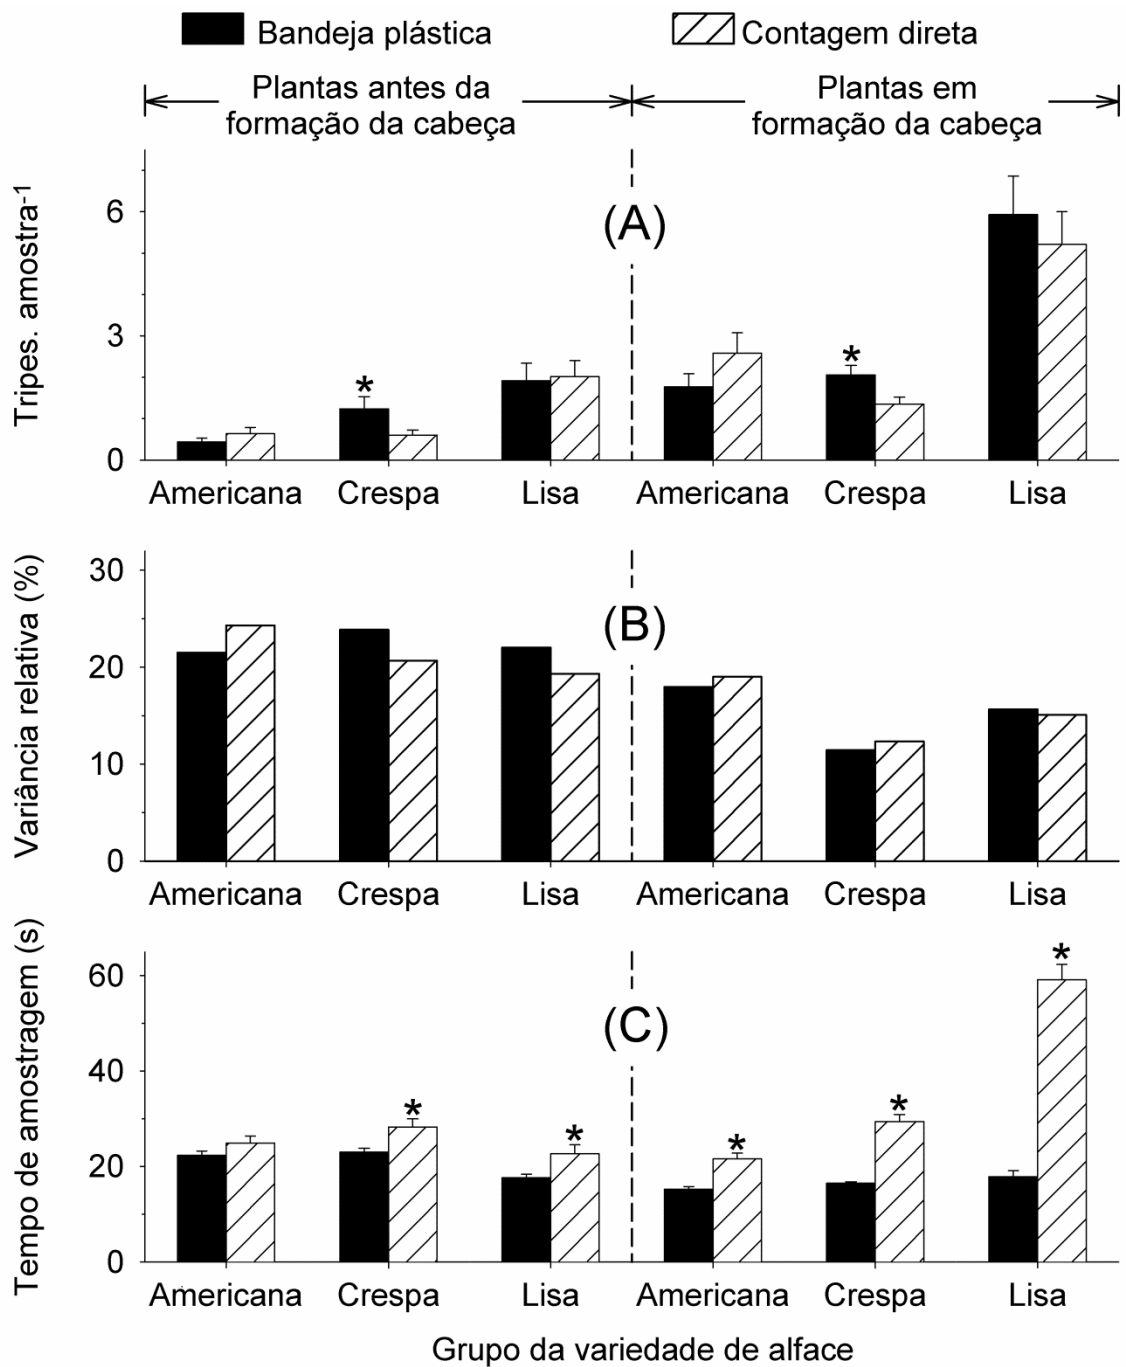 Bandeja plástica Contagem direta
Plantas antes da formação da cabeça
Plantas em formação da cabeça
Tripes. amostra-1
6
3
0
(A)
*
*
Americana Crespa Lisa Americana Crespa Lisa
Variância relativa (%)
30
20
10
0
(B)
Americana Crespa Lisa Americana Crespa Lisa
Tempo de amostragem (s)
60
40
20
0
(C)
*
*
*
*
*
Americana Crespa Lisa Americana Crespa Lisa
Grupo da variedade de alface